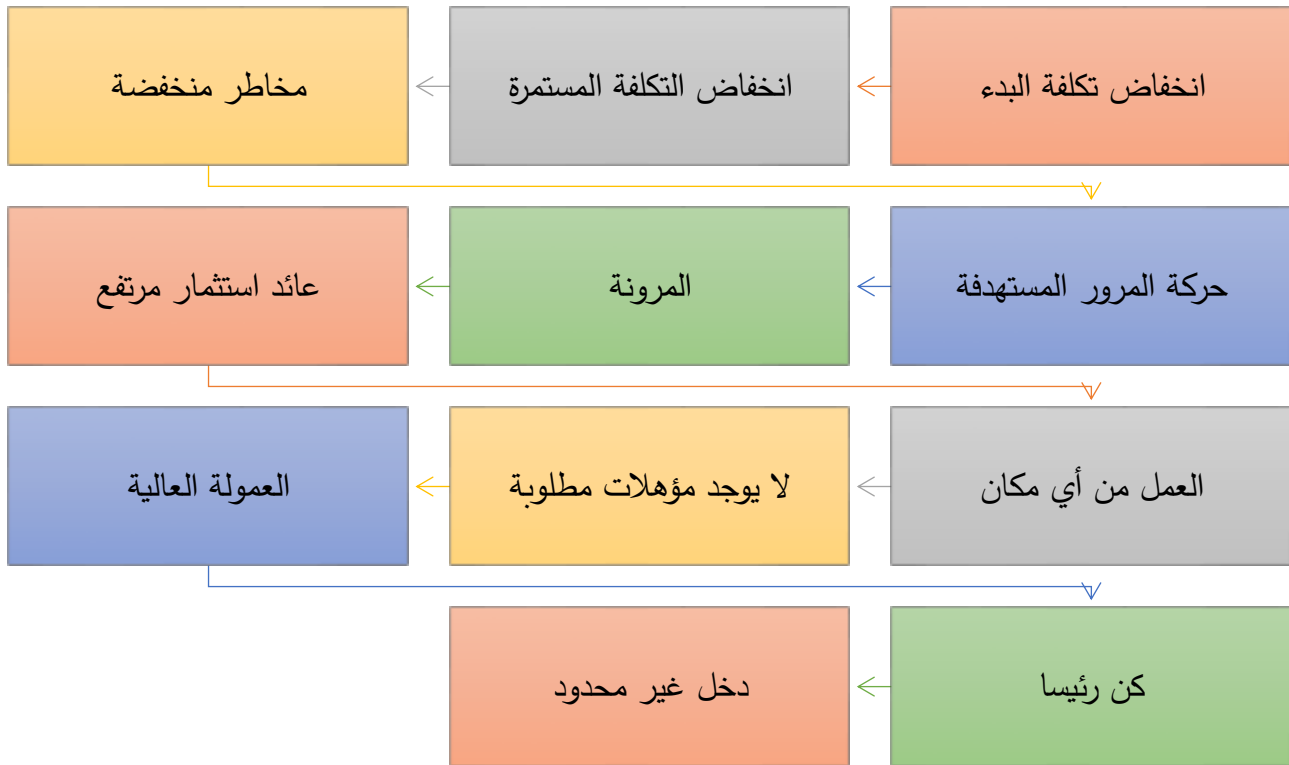 انخفاض تكلفة البدء
انخفاض التكلفة المستمرة
مخاطر منخفضة
حركة المرور المستهدفة
المرونة
عائد استثمار مرتفع
العمل من أي مكان
لا يوجد مؤهلات مطلوبة
العمولة العالية
كن رئيسا
دخل غير محدود